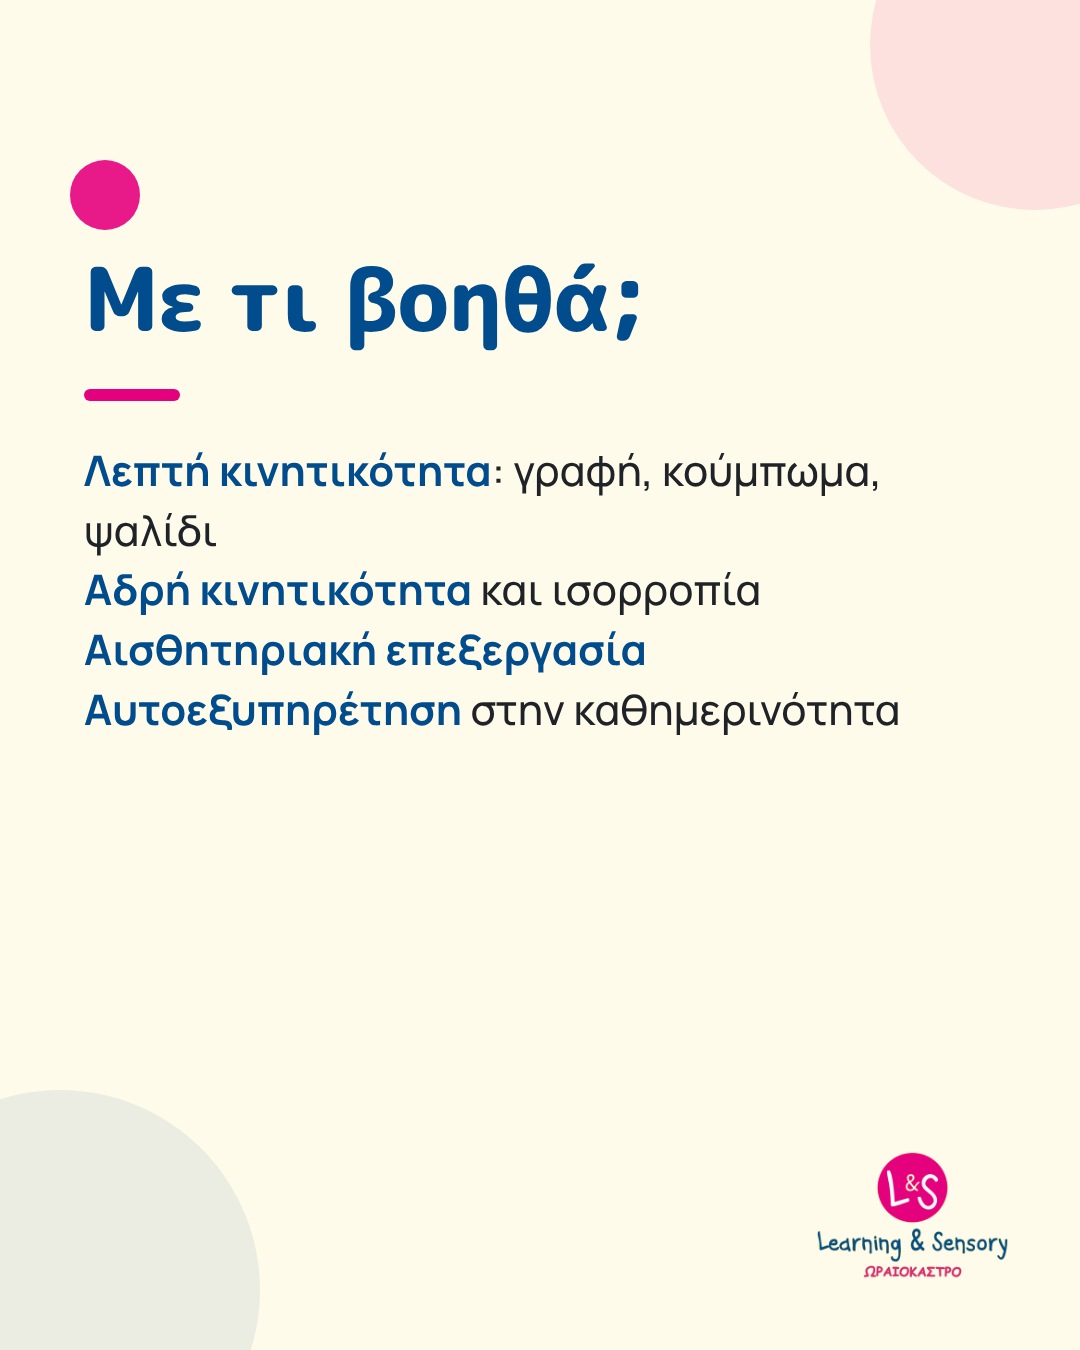 Με τι βοηθά;
Λεπτή κινητικότητα: γραφή, κούμπωμα,
ψαλίδι
Αδρή κινητικότητα και ισορροπία
Αισθητηριακή επεξεργασία
Αυτοεξυπηρέτηση στην καθημερινότητα
L&S
Learning & Sensory
ΩΡΑΙΟΚΑΣΤΡΟ